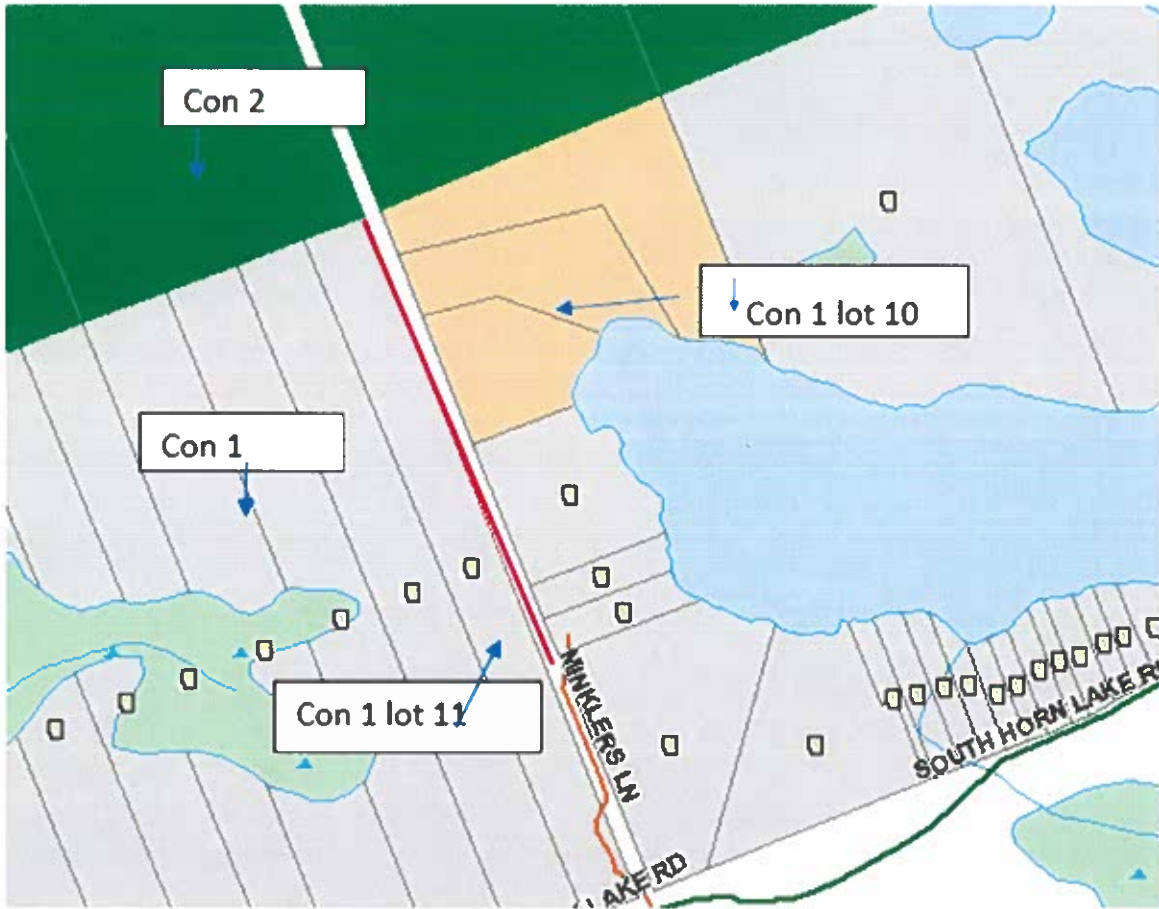 Con 2
Con 1 lot 10
Con 1
Con 1 lot 11
MINKLERS LN
SOUTH HORN LAKE R
LAKE RD